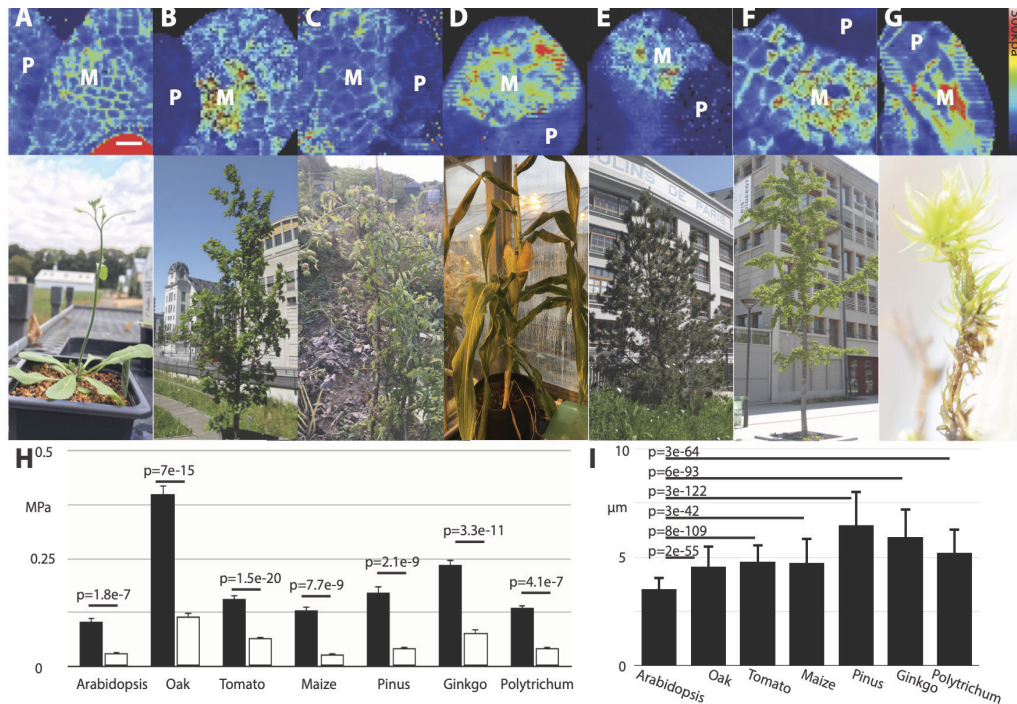 A B C D E F G
P M P M M P M P M P P M P M
500kPa
ULINS DE PARIS
H
0.5
MPa
0.25
0
p=1.8e-7
p=7e-15
p=1.5e-20
p=7.7e-9
p=2.1e-9
p=3.3e-11
p=4.1e-7
Arabidopsis Oak Tomato Maize Pinus Ginkgo Polytrichum
I
10
µm
5
0
p=3e-64
p=6e-93
p=3e-122
p=3e-42
p=8e-109
p=2e-55
Arabidopsis Oak Tomato Maize Pinus Ginkgo Polytrichum